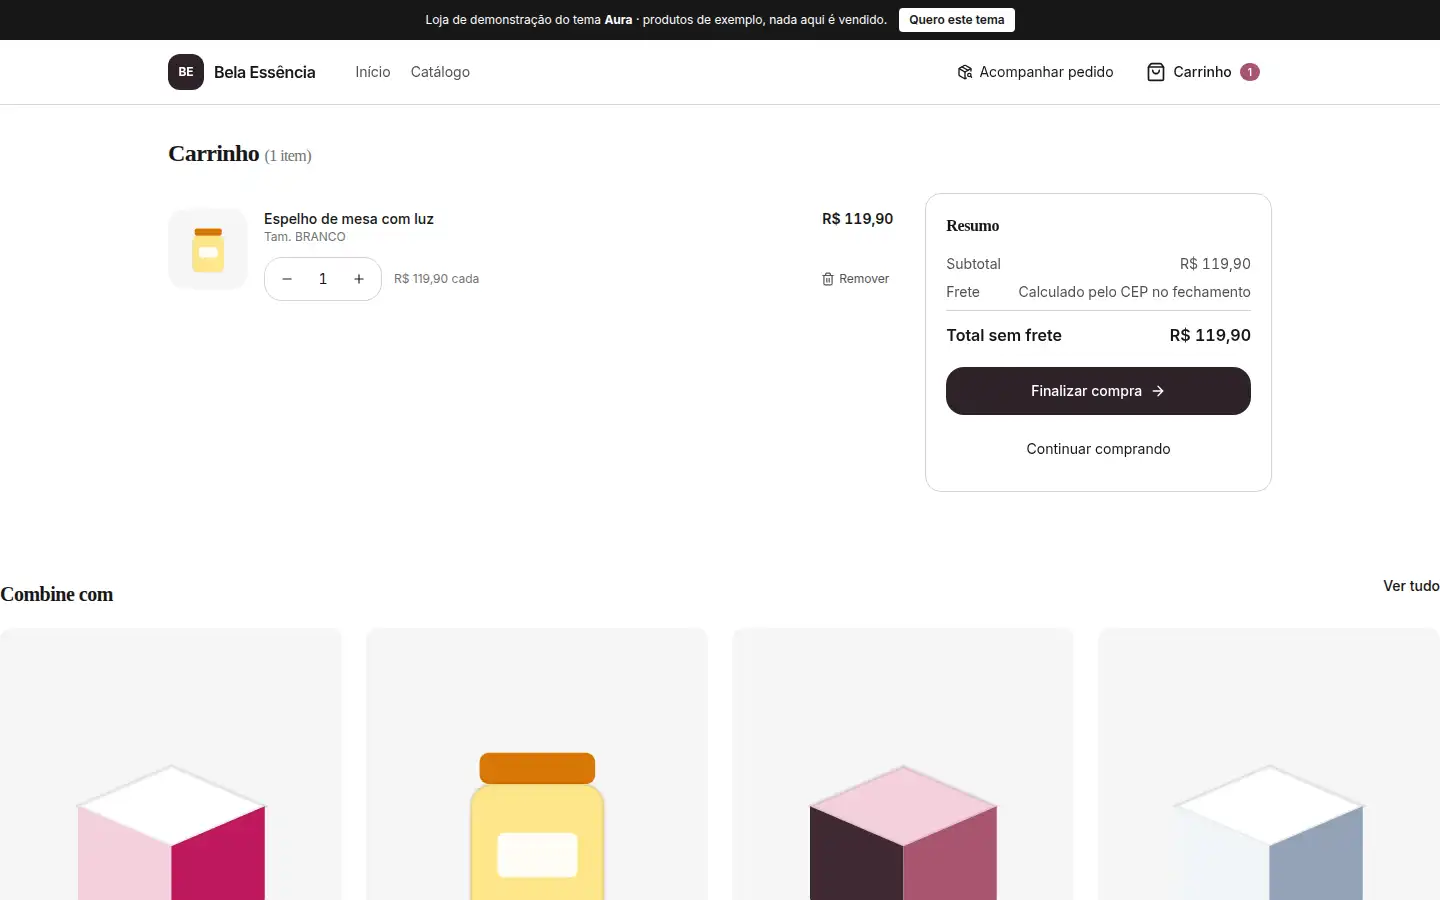 Loja de demonstração do tema Aura · produtos de exemplo, nada aqui é vendido. Quero este tema
BE Bela Essência Início Catálogo Acompanhar pedido Carrinho 1
Carrinho (1 item)
Espelho de mesa com luz R$ 119,90
Tam. BRANCO
1 R$ 119,90 cada Remover
Resumo
Subtotal R$ 119,90
Frete Calculado pelo CEP no fechamento
Total sem frete R$ 119,90
Finalizar compra
Continuar comprando
Combine com Ver tudo